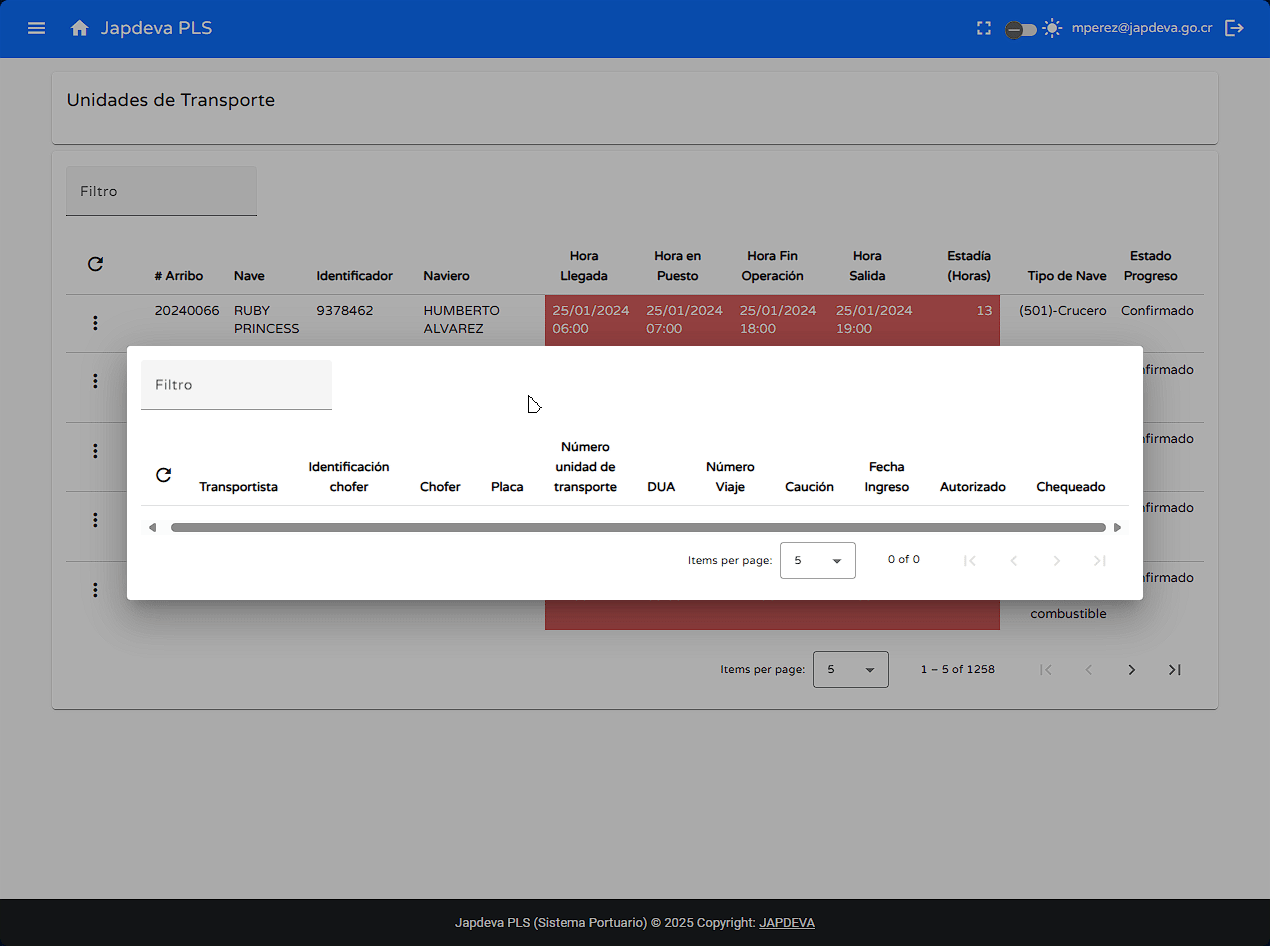 Japdeva PLS
mperez@japdeva.go.cr
Unidades de Transporte
Filtro
# Arribo Nave Identificador Naviero Hora Llegada Hora en Puesto Hora Fin Operación Hora Salida Estadía (Horas) Tipo de Nave Estado Progreso
20240066 RUBY PRINCESS 9378462 HUMBERTO ALVAREZ 25/01/2024 06:00 25/01/2024 07:00 25/01/2024 18:00 25/01/2024 19:00 13 (501)-Crucero Confirmado
nfirmado
Filtro
nfirmado
Identificación chofer
Número unidad de transporte
Número Viaje
Fecha Ingreso
Transportista Chofer Placa DUA Caución Autorizado Chequeado
nfirmado
Items per page: 5 0 of 0
nfirmado
combustible
Items per page: 5 1 – 5 of 1258
Japdeva PLS (Sistema Portuario) © 2025 Copyright: JAPDEVA